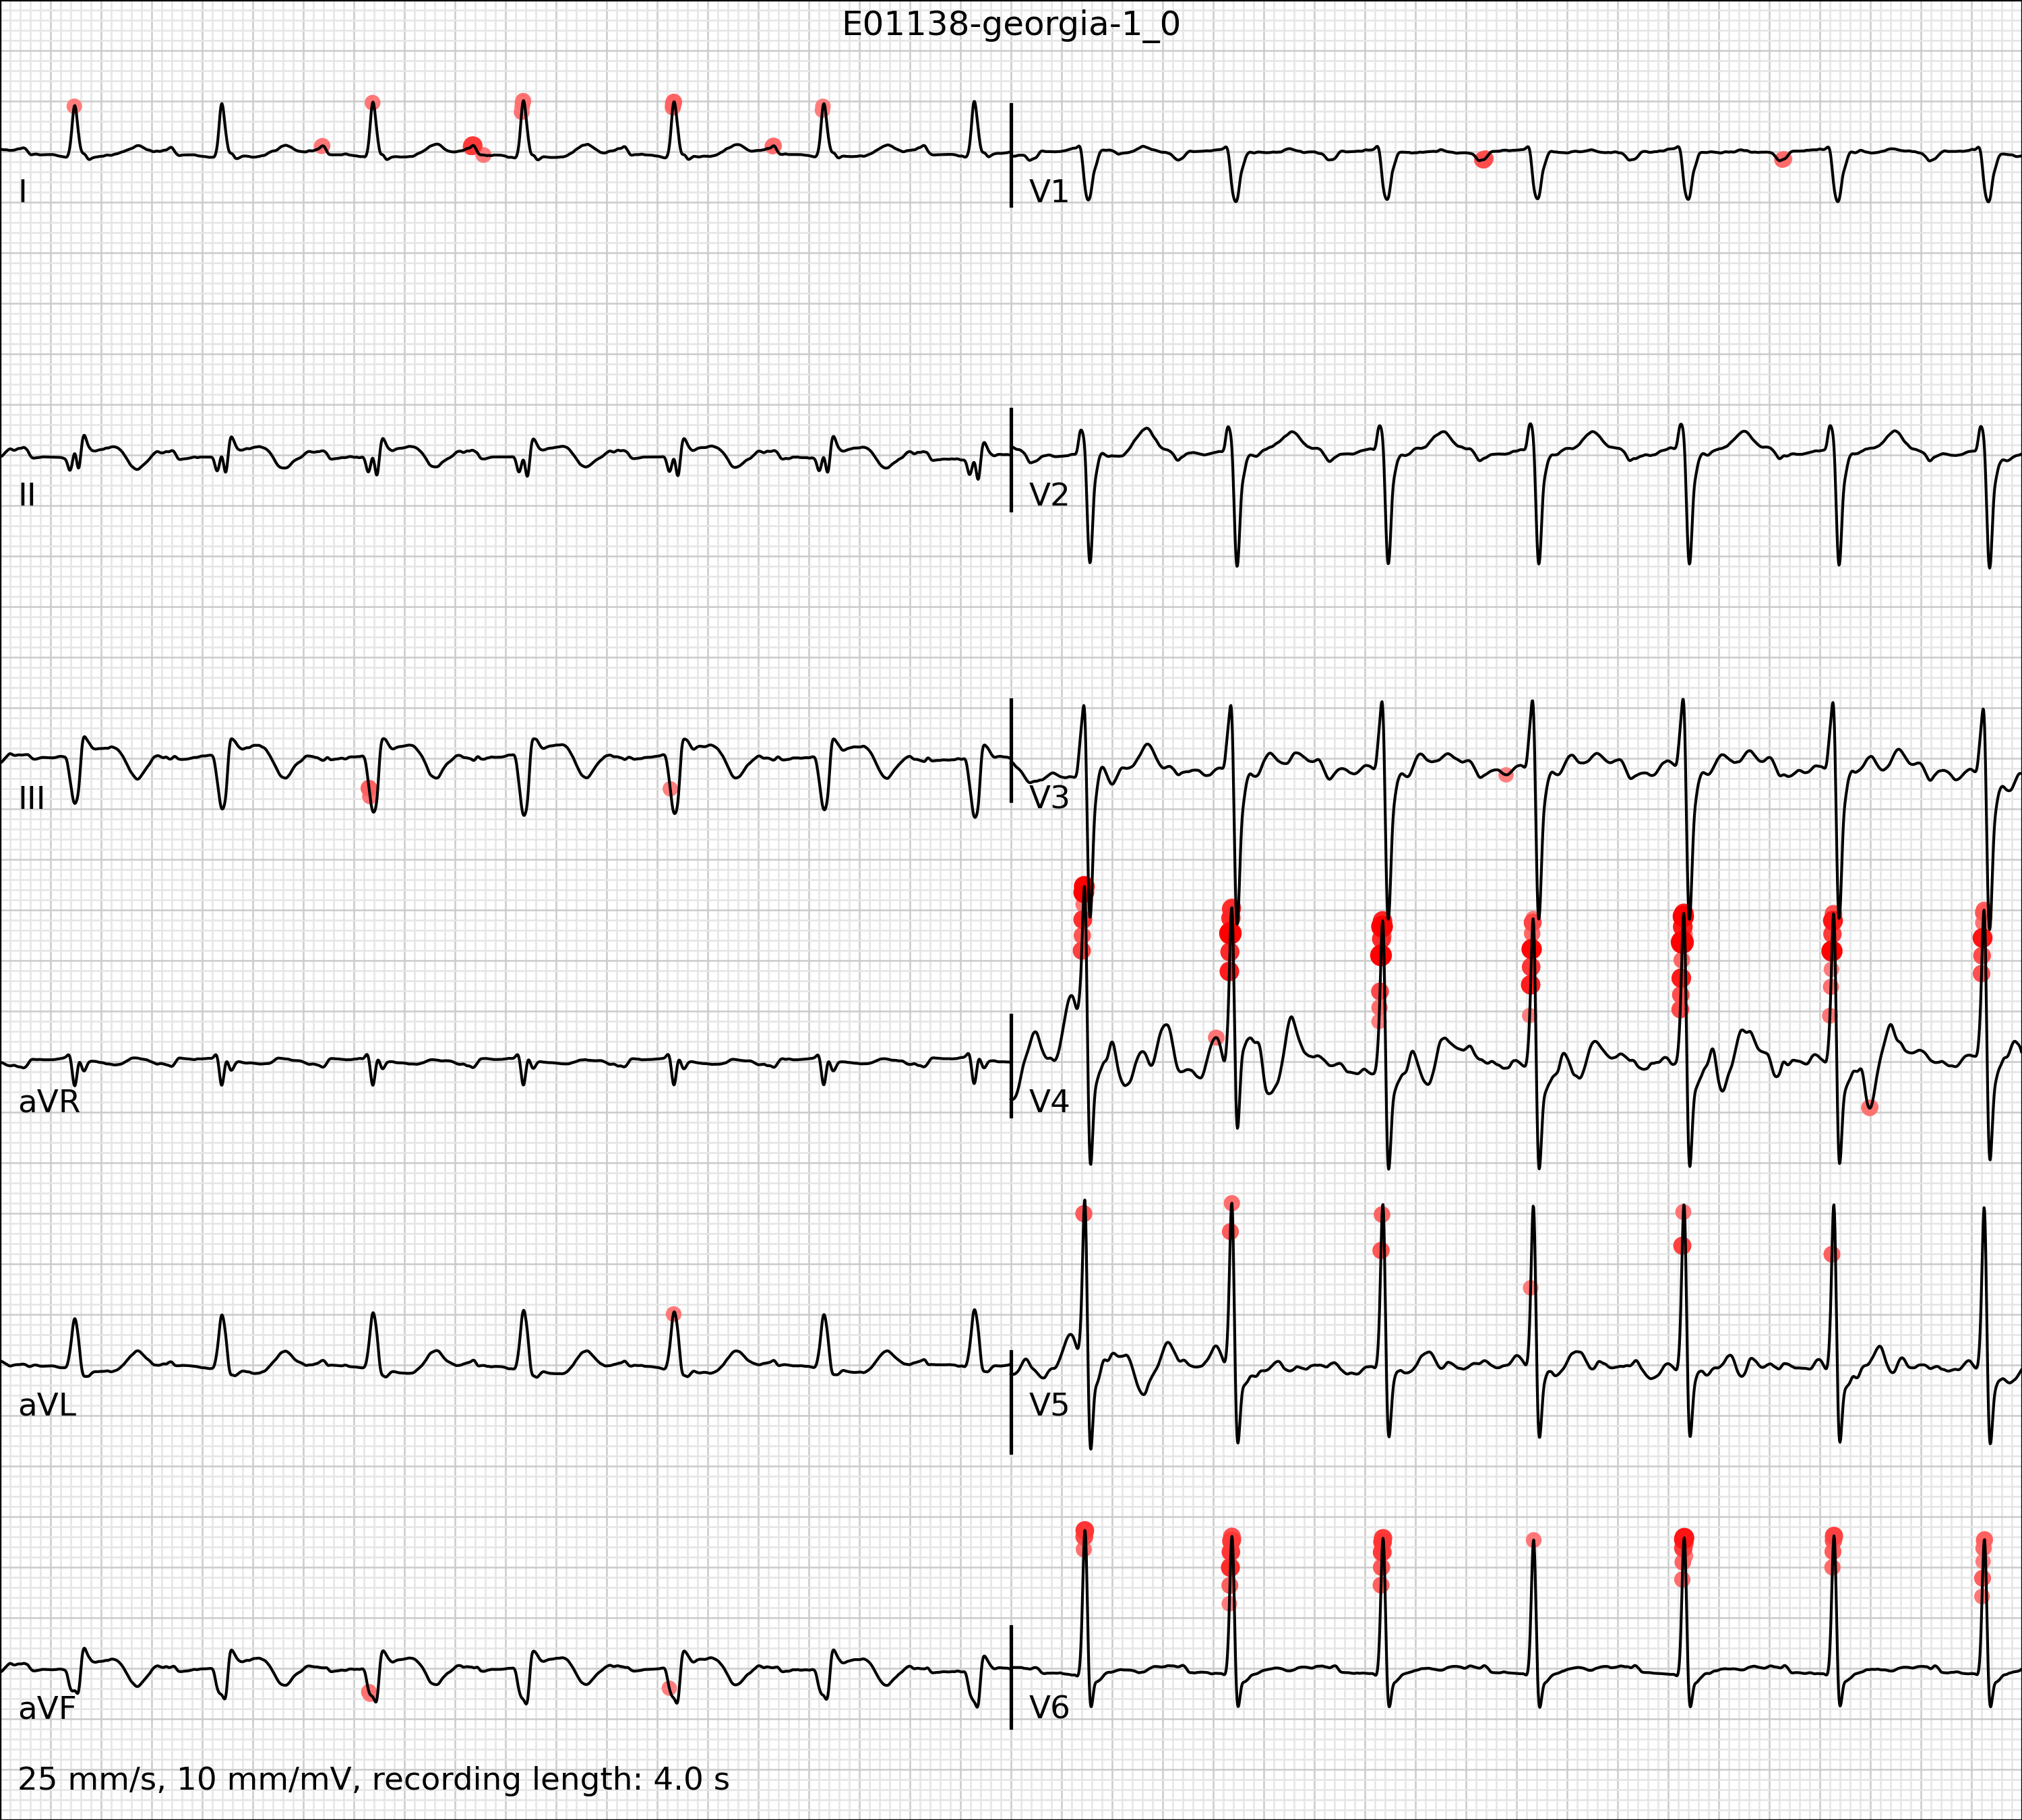 E01138-georgia-1_0
I
V1
II
V2
III
V3
aVR
V4
aVL
V5
aVF
V6
25 mm/s, 10 mm/mV, recording length: 4.0 s